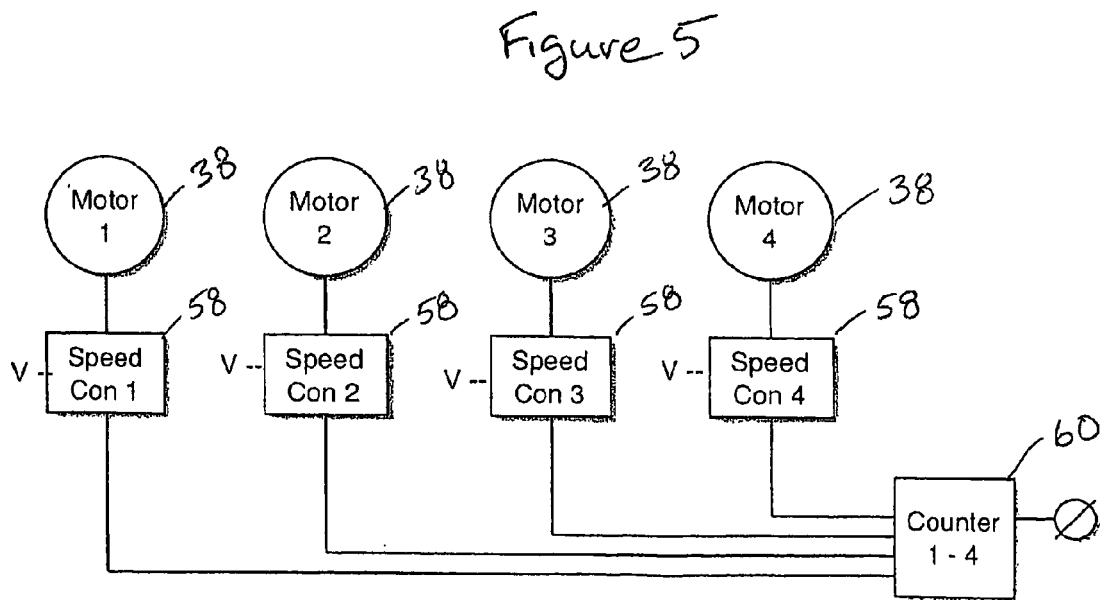 Figure 5
Motor 1 38
Motor 2 38
Motor 3 38
Motor 4 38
V -- Speed Con 1 58
V -- Speed Con 2 58
V -- Speed Con 3 58
V -- Speed Con 4 58
Counter 1 - 4 60